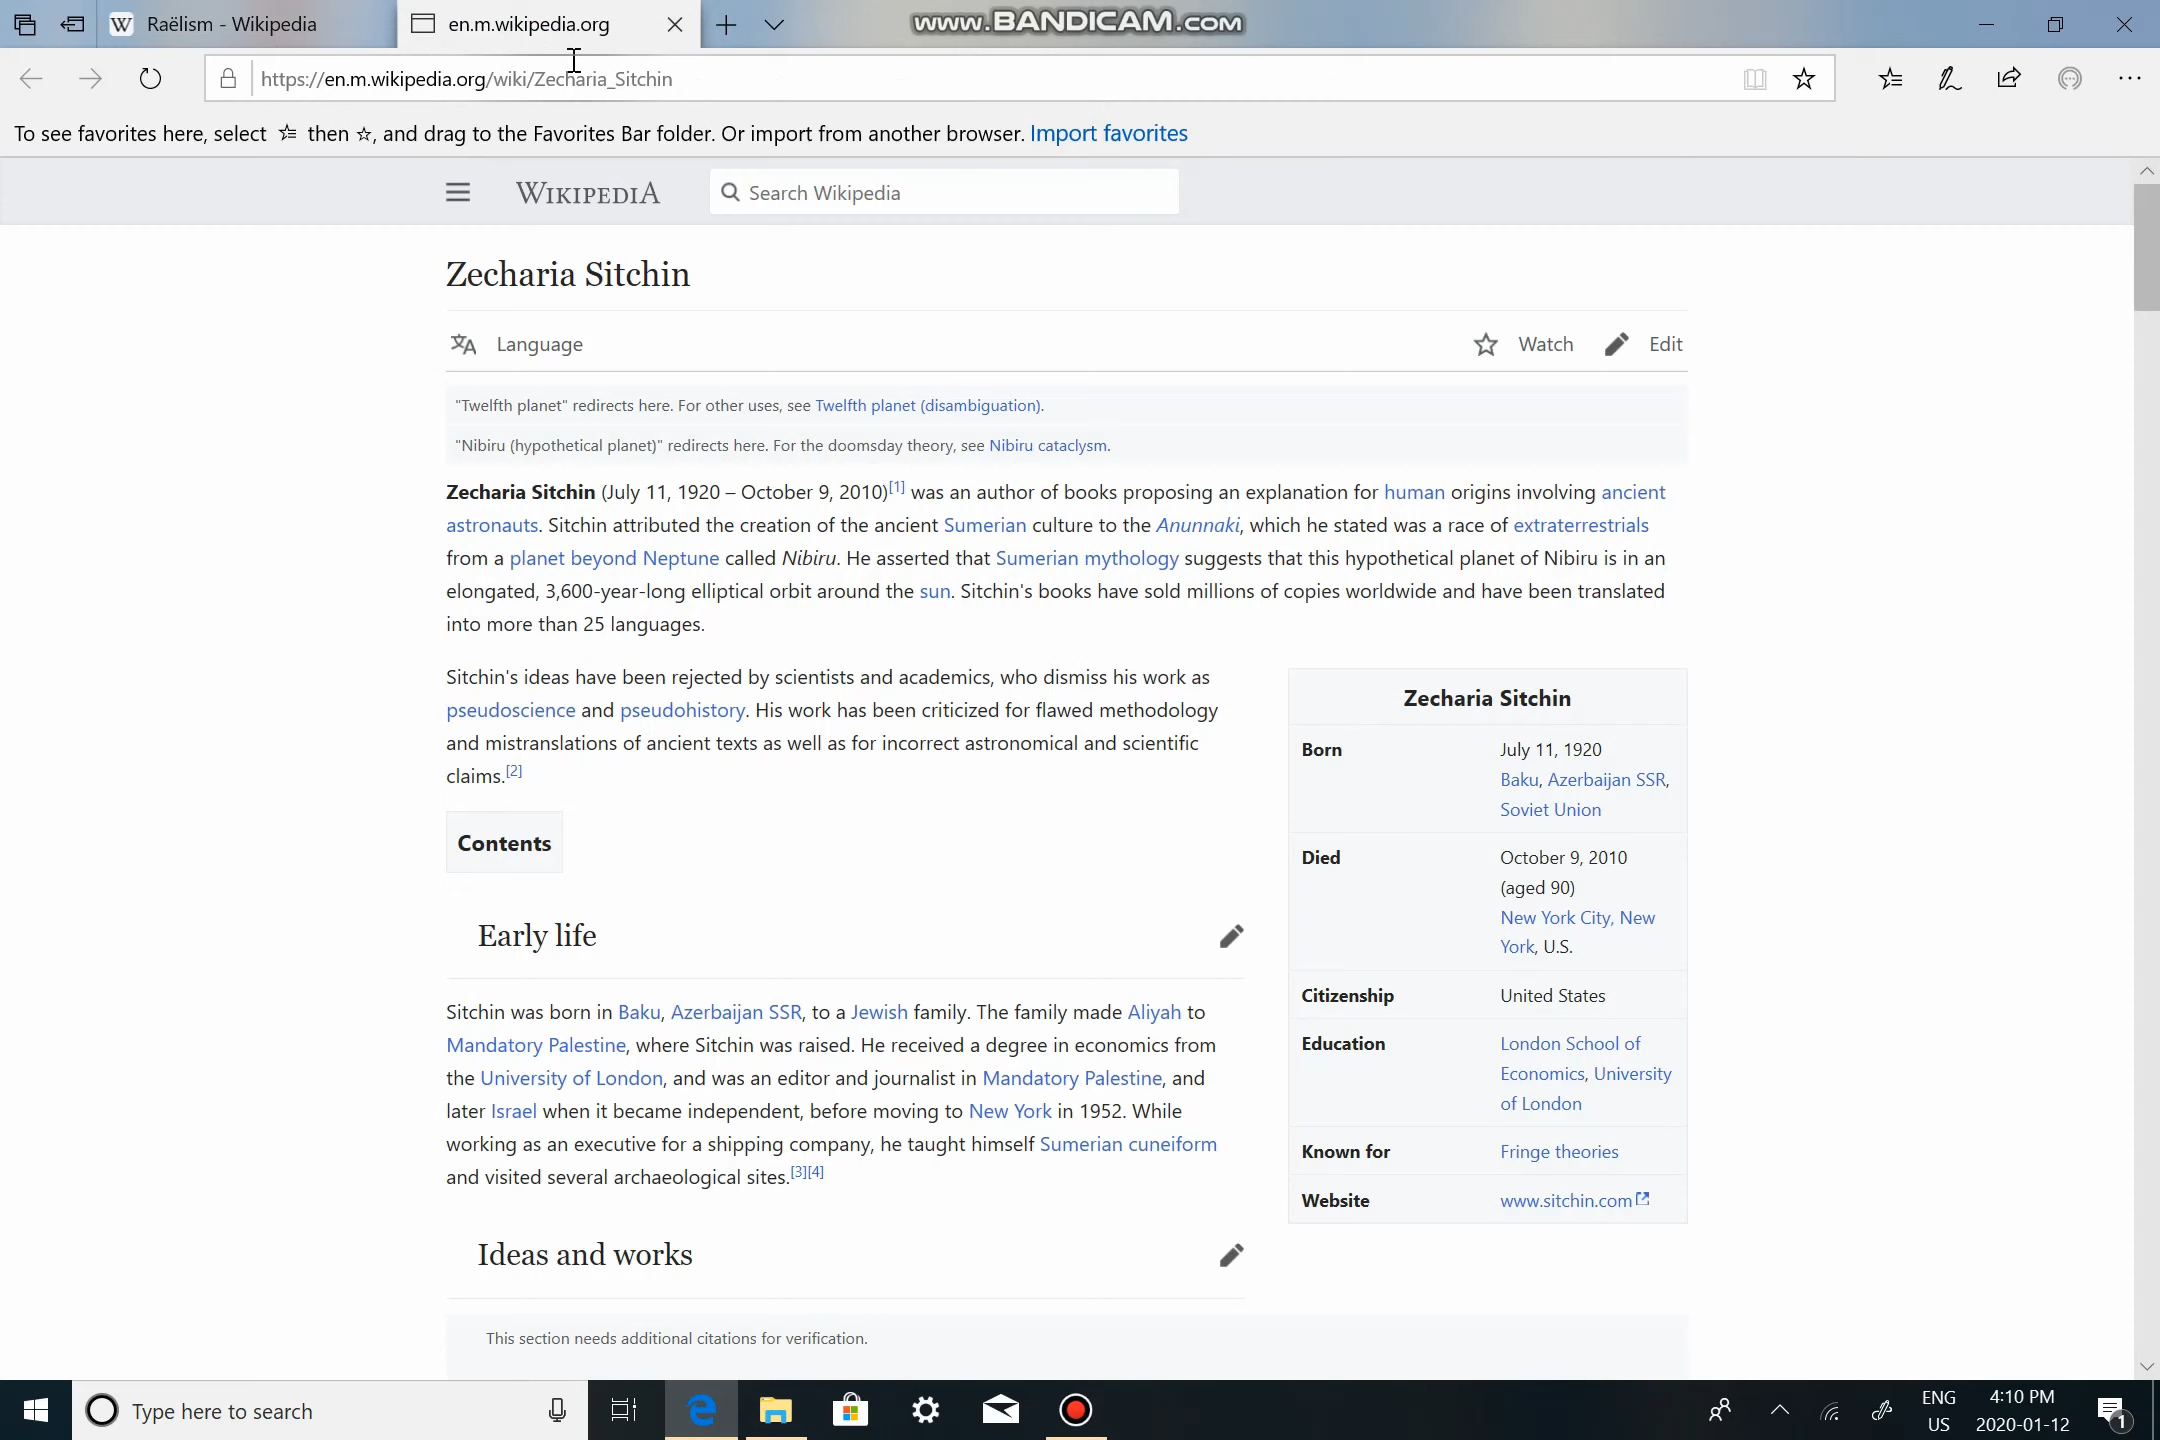 Raëlism - Wikipedia
en.m.wikipedia.org
www.BANDICAM.com
https://en.m.wikipedia.org/wiki/Zecharia_Sitchin
To see favorites here, select then , and drag to the Favorites Bar folder. Or import from another browser. Import favorites
WIKIPEDIA
Search Wikipedia
Zecharia Sitchin
Language
Watch
Edit
"Twelfth planet" redirects here. For other uses, see Twelfth planet (disambiguation).
"Nibiru (hypothetical planet)" redirects here. For the doomsday theory, see Nibiru cataclysm.
Zecharia Sitchin (July 11, 1920 – October 9, 2010)[1] was an author of books proposing an explanation for human origins involving ancient
astronauts. Sitchin attributed the creation of the ancient Sumerian culture to the Anunnaki, which he stated was a race of extraterrestrials
from a planet beyond Neptune called Nibiru. He asserted that Sumerian mythology suggests that this hypothetical planet of Nibiru is in an
elongated, 3,600-year-long elliptical orbit around the sun. Sitchin's books have sold millions of copies worldwide and have been translated
into more than 25 languages.
Sitchin's ideas have been rejected by scientists and academics, who dismiss his work as
pseudoscience and pseudohistory. His work has been criticized for flawed methodology
and mistranslations of ancient texts as well as for incorrect astronomical and scientific
claims.[2]
Zecharia Sitchin
Born
July 11, 1920
Baku, Azerbaijan SSR,
Soviet Union
Died
October 9, 2010
(aged 90)
New York City, New
York, U.S.
Citizenship
United States
Education
London School of
Economics, University
of London
Known for
Fringe theories
Website
www.sitchin.com
Contents
Early life
Sitchin was born in Baku, Azerbaijan SSR, to a Jewish family. The family made Aliyah to
Mandatory Palestine, where Sitchin was raised. He received a degree in economics from
the University of London, and was an editor and journalist in Mandatory Palestine, and
later Israel when it became independent, before moving to New York in 1952. While
working as an executive for a shipping company, he taught himself Sumerian cuneiform
and visited several archaeological sites.[3][4]
Ideas and works
This section needs additional citations for verification.
Type here to search
ENG
US
4:10 PM
2020-01-12
1